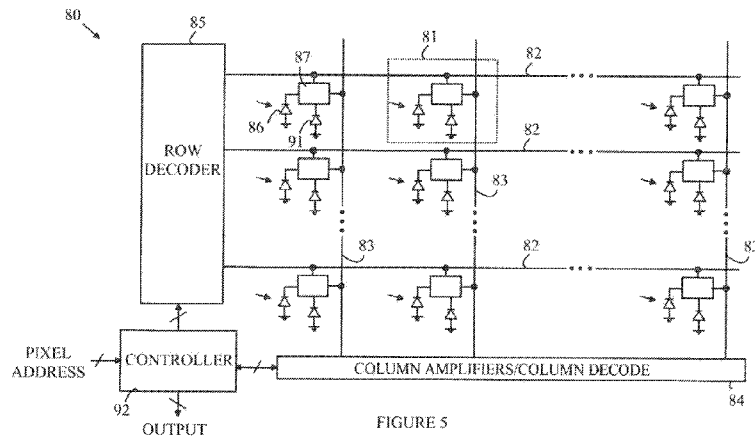 80
85
87
81
82
86
91
ROW
DECODER
82
83
83
82
83
PIXEL
ADDRESS
CONTROLLER
92
OUTPUT
COLUMN AMPLIFIERS/COLUMN DECODE
84
FIGURE 5